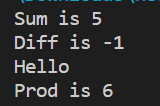 Sum is 5
Diff is -1
Hello
Prod is 6